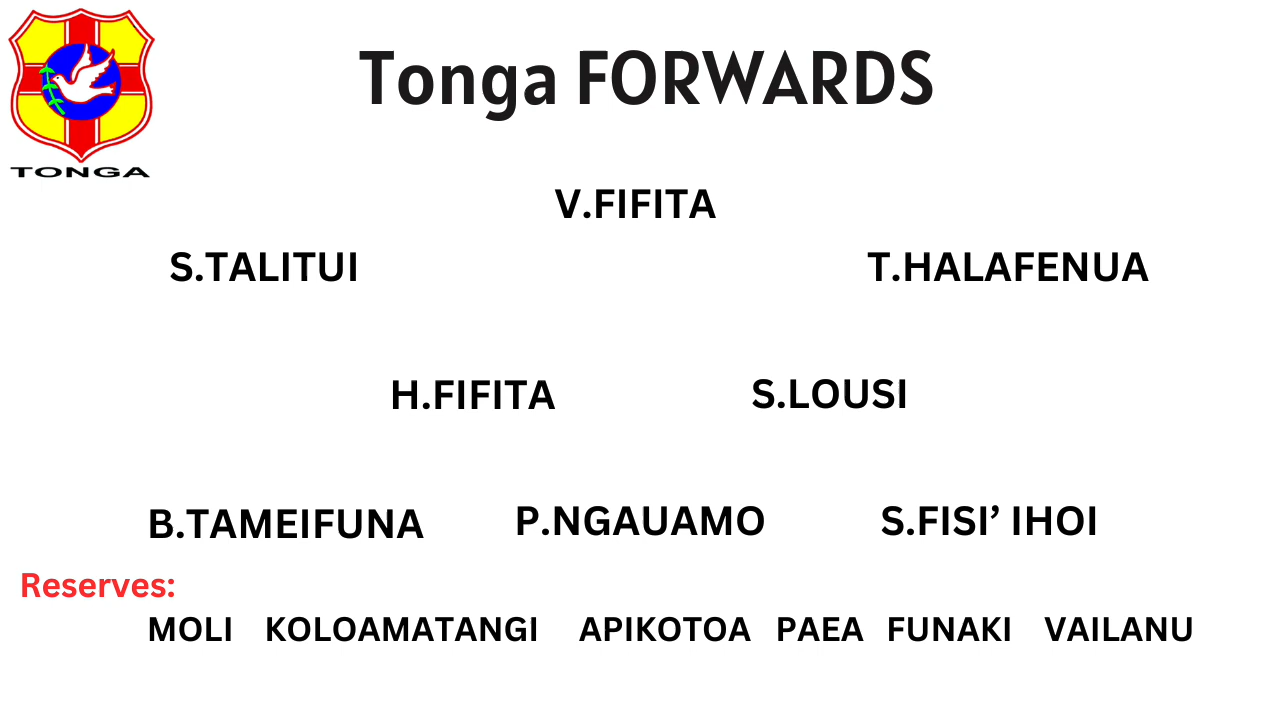 TONGA
Tonga FORWARDS
V.FIFITA
S.TALITUI T.HALAFENUA
H.FIFITA S.LOUSI
B.TAMEIFUNA P.NGAUAMO S.FISI’ IHOI
Reserves:
MOLI KOLOAMATANGI APIKOTOA PAEA FUNAKI VAILANU